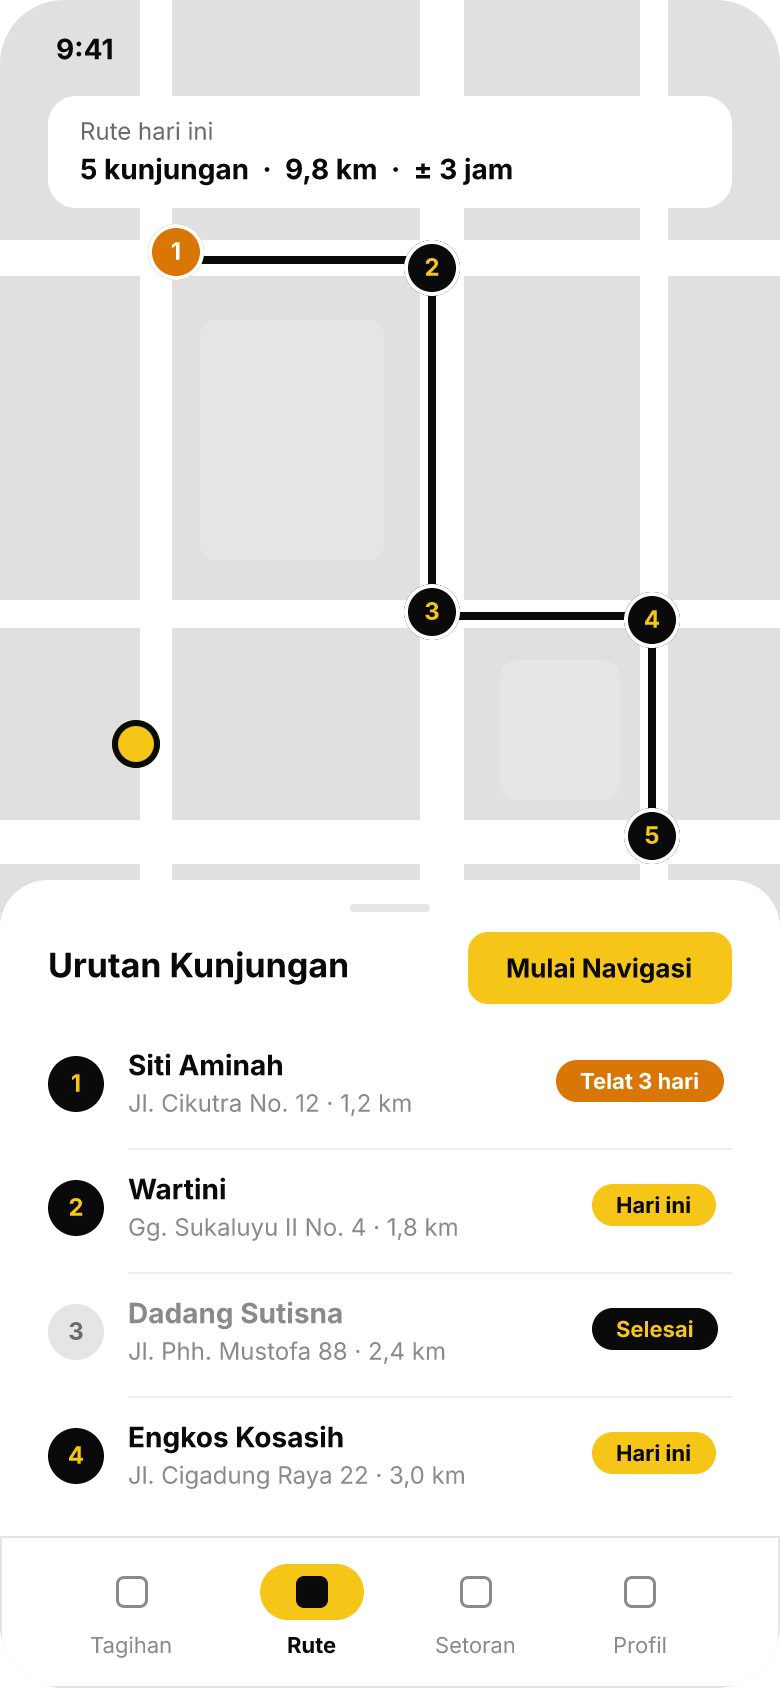 9:41
Rute hari ini
5 kunjungan · 9,8 km · ± 3 jam
1
2
3
4
5
Urutan Kunjungan
Mulai Navigasi
1
Siti Aminah
Telat 3 hari
Jl. Cikutra No. 12 · 1,2 km
2
Wartini
Hari ini
Gg. Sukaluyu II No. 4 · 1,8 km
3
Dadang Sutisna
Selesai
Jl. Phh. Mustofa 88 · 2,4 km
4
Engkos Kosasih
Hari ini
Jl. Cigadung Raya 22 · 3,0 km
Tagihan
Rute
Setoran
Profil